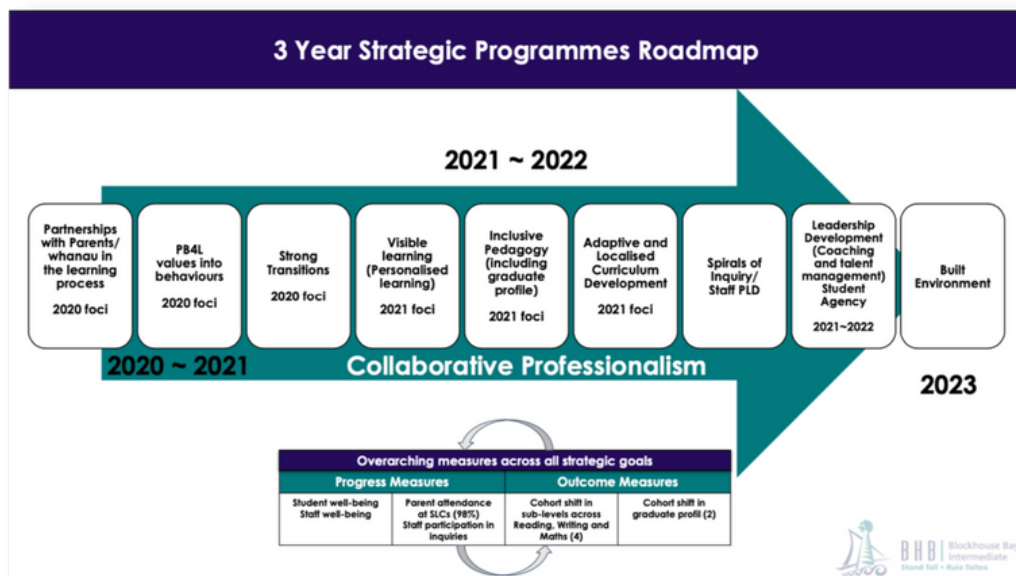 3 Year Strategic Programmes Roadmap
2021 ~ 2022
Partnerships
with Parents/
whanau in
the learning
process
2020 foci
PB4L
values into
behaviours
2020 foci
Strong
Transitions
2020 foci
Visible
learning
(Personalised
learning)
2021 foci
Inclusive
Pedagogy
(including
graduate
profile)
2021 foci
Adaptive and
Localised
Curriculum
Development
2021 foci
Spirals of
Inquiry/
Staff PLD
Leadership
Development
(Coaching
and talent
management)
Student
Agency
2021~2022
Built
Environment
2020 ~ 2021
Collaborative Professionalism
2023
Overarching measures across all strategic goals
Progress Measures
Outcome Measures
Student well-being
Staff well-being
Parent attendance
at SLCs (98%)
Staff participation in
inquiries
Cohort shift in
sub-levels across
Reading, Writing and
Maths (4)
Cohort shift in
graduate profil (2)
BHB
Blockhouse Bay
Intermediate
Stand Tall • Ruia Taitea